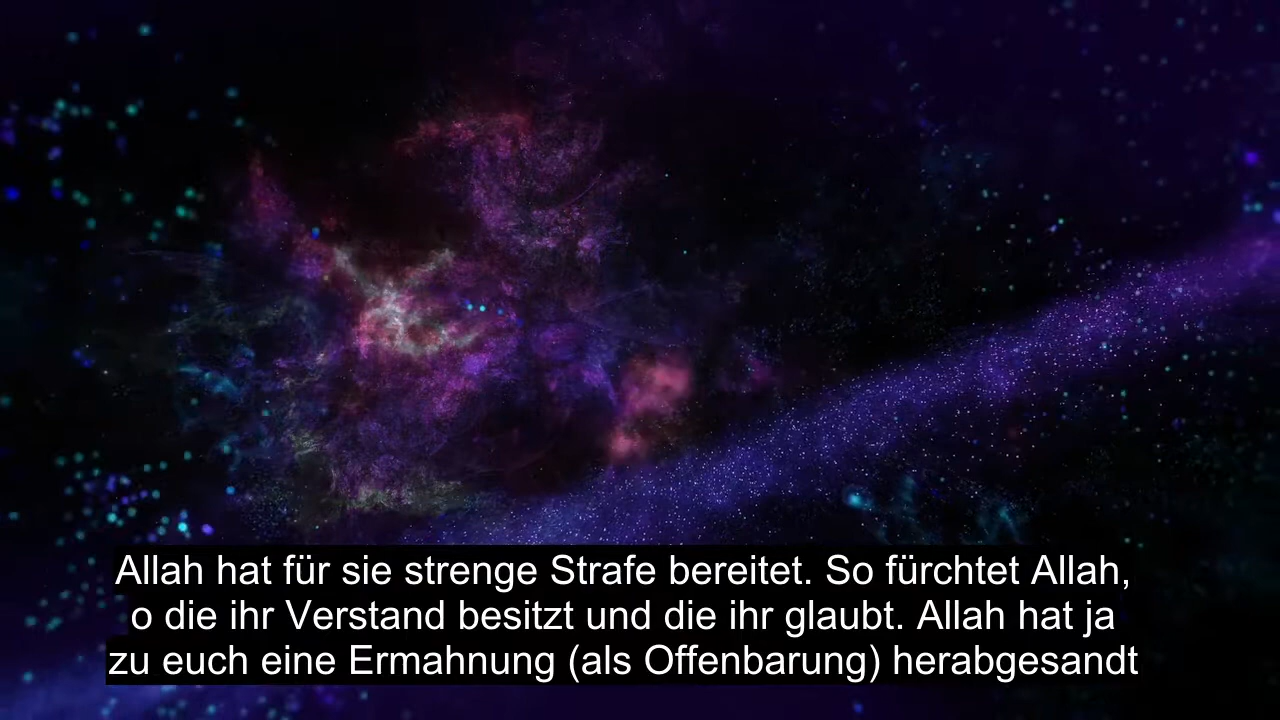 Allah hat für sie strenge Strafe bereitet. So fürchtet Allah,
o die ihr Verstand besitzt und die ihr glaubt. Allah hat ja
zu euch eine Ermahnung (als Offenbarung) herabgesandt